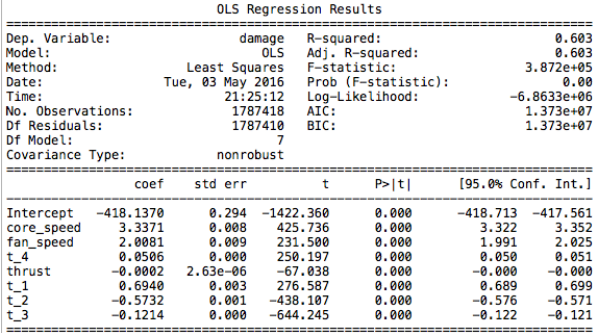 OLS Regression Results
Dep. Variable: damage R-squared: 0.603
Model: OLS Adj. R-squared: 0.603
Method: Least Squares F-statistic: 3.872e+05
Date: Tue, 03 May 2016 Prob (F-statistic): 0.00
Time: 21:25:12 Log-Likelihood: -6.8633e+06
No. Observations: 1787418 AIC: 1.373e+07
Df Residuals: 1787410 BIC: 1.373e+07
Df Model: 7
Covariance Type: nonrobust
coef std err t P>|t| [95.0% Conf. Int.]
Intercept -418.1370 0.294 -1422.360 0.000 -418.713 -417.561
core_speed 3.3371 0.008 425.736 0.000 3.322 3.352
fan_speed 2.0081 0.009 231.500 0.000 1.991 2.025
t_4 0.0506 0.000 250.197 0.000 0.050 0.051
thrust -0.0002 2.63e-06 -67.038 0.000 -0.000 -0.000
t_1 0.6940 0.003 276.587 0.000 0.689 0.699
t_2 -0.5732 0.001 -438.107 0.000 -0.576 -0.571
t_3 -0.1214 0.000 -644.245 0.000 -0.122 -0.121